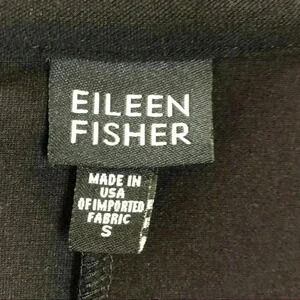 EILEEN
FISHER
MADE IN
USA
OF IMPORTED
FABRIC
S